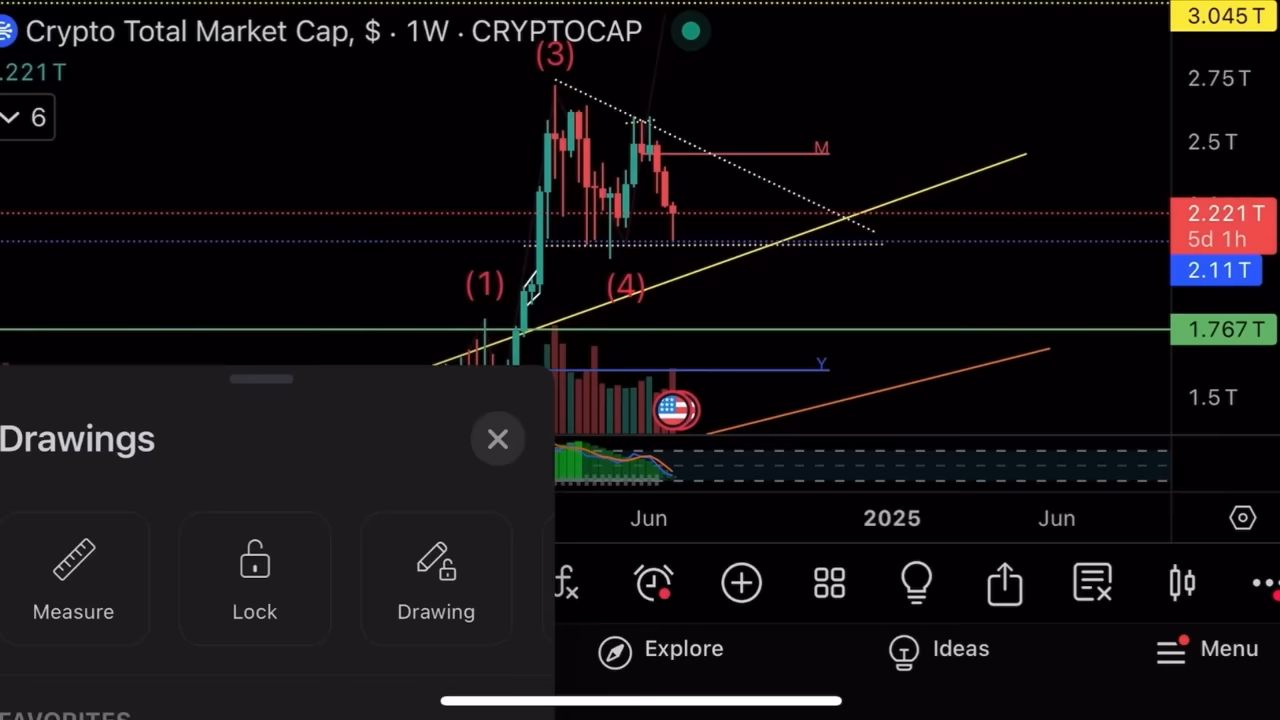 Crypto Total Market Cap, $ · 1W · CRYPTOCAP
.221 T
6
(3)
(1)
(4)
M
Y
3.045 T
2.75 T
2.5 T
2.221 T
5d 1h
2.11 T
1.767 T
1.5 T
Jun
2025
Jun
Drawings
Measure
Lock
Drawing
FAVORITES
Explore
Ideas
Menu